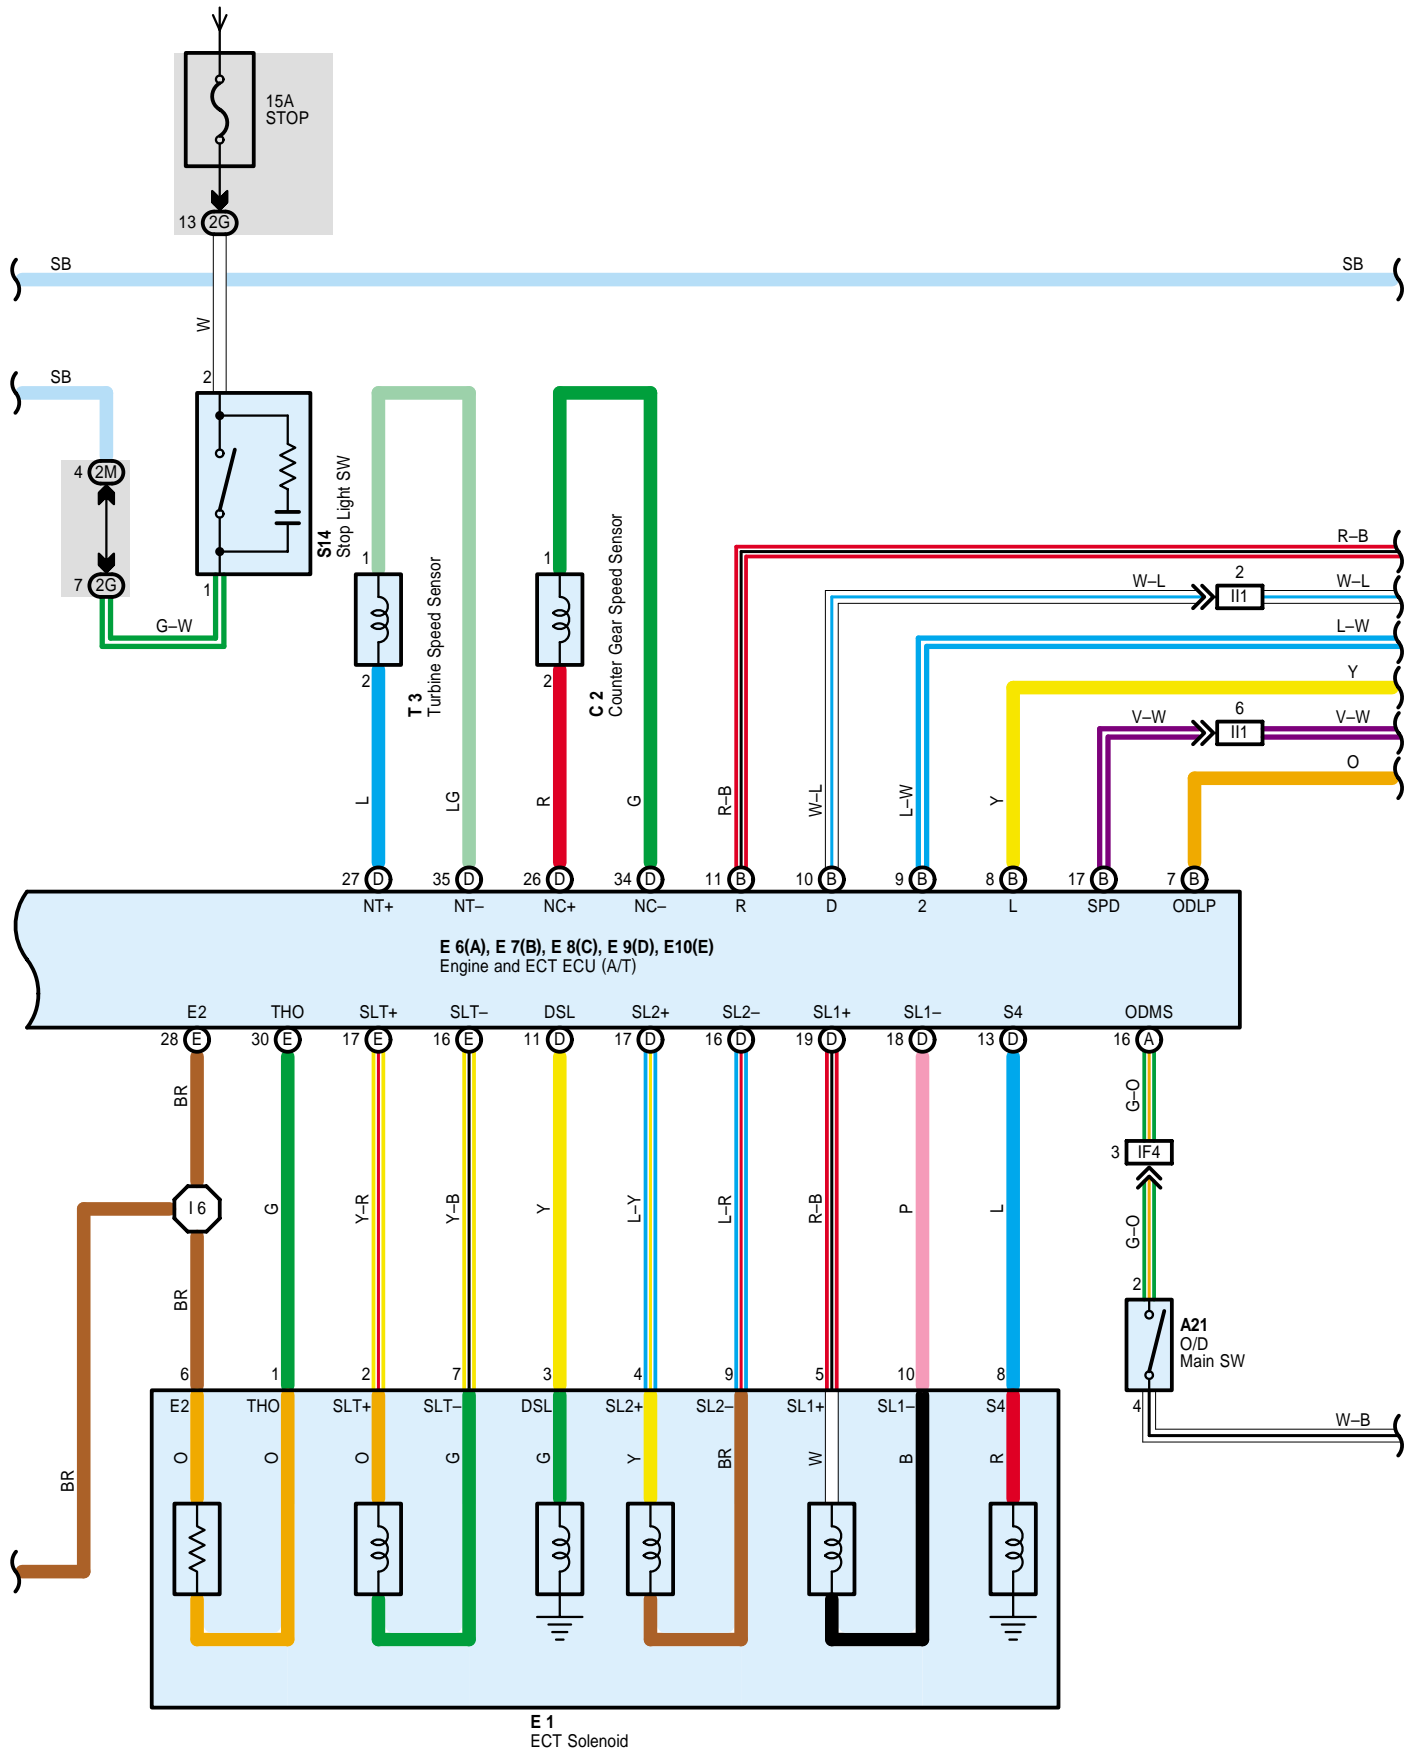 15A
STOP
13 2G
SB SB
W
SB
2
4 2M
S14
Stop Light SW
7 2G
1
G–W
1
2
T 3
Turbine Speed Sensor
1
2
C 2
Counter Gear Speed Sensor
R–B
W–L 2 II1 W–L
L–W
Y
V–W 6 II1 V–W
O
L LG R G R–B W–L L–W Y
27 D 35 D 26 D 34 D 11 B 10 B 9 B 8 B 17 B 7 B
NT+ NT– NC+ NC– R D 2 L SPD ODLP
E 6(A), E 7(B), E 8(C), E 9(D), E10(E)
Engine and ECT ECU (A/T)
E2 THO SLT+ SLT– DSL SL2+ SL2– SL1+ SL1– S4 ODMS
28 E 30 E 17 E 16 E 11 D 17 D 16 D 19 D 18 D 13 D 16 A
BR G–O
3 IF4
I 6 G Y–R Y–B Y L–Y L–R R–B P L G–O
BR 2
A21
O/D
Main SW
6 1 2 7 3 4 9 5 10 8
E2 THO SLT+ SLT– DSL SL2+ SL2– SL1+ SL1– S4 4
W–B
BR O O O G G Y BR W B R
E 1
ECT Solenoid